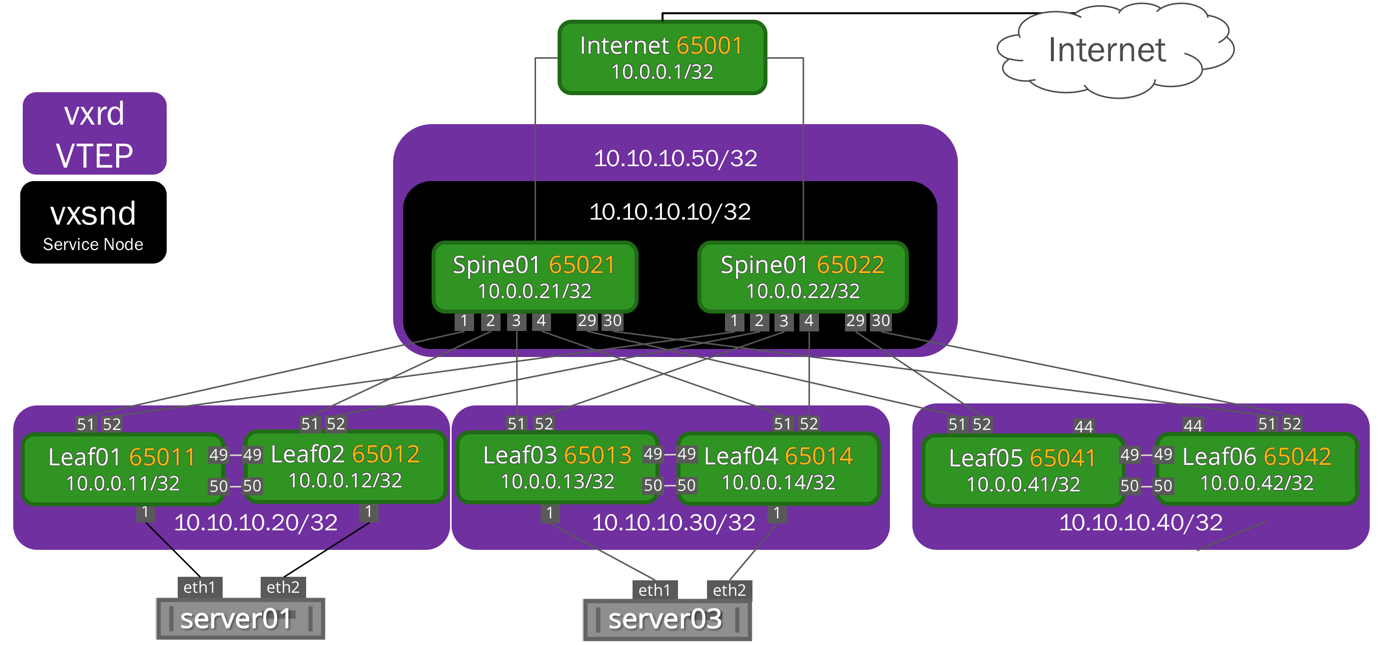 Internet 65001
10.0.0.1/32
Internet
vxrd
VTEP
vxsnd
Service Node
10.10.10.50/32
10.10.10.10/32
Spine01 65021
10.0.0.21/32
1 2 3 4 29 30
Spine01 65022
10.0.0.22/32
1 2 3 4 29 30
51 52
Leaf01 65011
10.0.0.11/32
1
49 49
50 50
51 52
Leaf02 65012
10.0.0.12/32
1
10.10.10.20/32
51 52
Leaf03 65013
10.0.0.13/32
1
49 49
50 50
51 52
Leaf04 65014
10.0.0.14/32
1
10.10.10.30/32
51 52 44
Leaf05 65041
10.0.0.41/32
49 49
50 50
44 51 52
Leaf06 65042
10.0.0.42/32
10.10.10.40/32
eth1 eth2
server01
eth1 eth2
server03